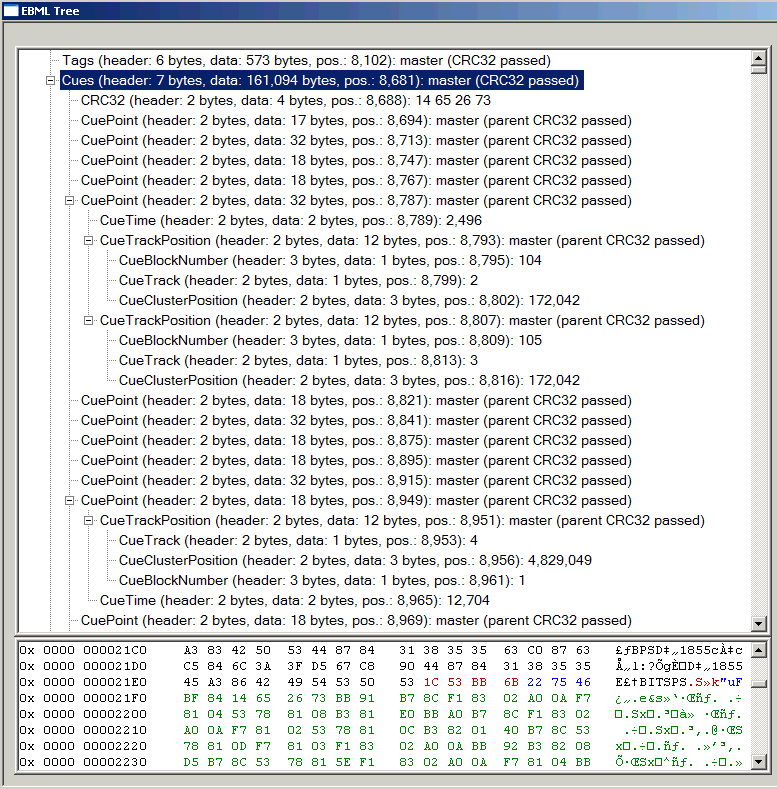 EBML Tree
Tags (header: 6 bytes, data: 573 bytes, pos.: 8,102): master (CRC32 passed)
Cues (header: 7 bytes, data: 161,094 bytes, pos.: 8,681): master (CRC32 passed)
CRC32 (header: 2 bytes, data: 4 bytes, pos.: 8,688): 14 65 26 73
CuePoint (header: 2 bytes, data: 17 bytes, pos.: 8,694): master (parent CRC32 passed)
CuePoint (header: 2 bytes, data: 32 bytes, pos.: 8,713): master (parent CRC32 passed)
CuePoint (header: 2 bytes, data: 18 bytes, pos.: 8,747): master (parent CRC32 passed)
CuePoint (header: 2 bytes, data: 18 bytes, pos.: 8,767): master (parent CRC32 passed)
CuePoint (header: 2 bytes, data: 32 bytes, pos.: 8,787): master (parent CRC32 passed)
CueTime (header: 2 bytes, data: 2 bytes, pos.: 8,789): 2,496
CueTrackPosition (header: 2 bytes, data: 12 bytes, pos.: 8,793): master (parent CRC32 passed)
CueBlockNumber (header: 3 bytes, data: 1 bytes, pos.: 8,795): 104
CueTrack (header: 2 bytes, data: 1 bytes, pos.: 8,799): 2
CueClusterPosition (header: 2 bytes, data: 3 bytes, pos.: 8,802): 172,042
CueTrackPosition (header: 2 bytes, data: 12 bytes, pos.: 8,807): master (parent CRC32 passed)
CueBlockNumber (header: 3 bytes, data: 1 bytes, pos.: 8,809): 105
CueTrack (header: 2 bytes, data: 1 bytes, pos.: 8,813): 3
CueClusterPosition (header: 2 bytes, data: 3 bytes, pos.: 8,816): 172,042
CuePoint (header: 2 bytes, data: 18 bytes, pos.: 8,821): master (parent CRC32 passed)
CuePoint (header: 2 bytes, data: 32 bytes, pos.: 8,841): master (parent CRC32 passed)
CuePoint (header: 2 bytes, data: 18 bytes, pos.: 8,875): master (parent CRC32 passed)
CuePoint (header: 2 bytes, data: 18 bytes, pos.: 8,895): master (parent CRC32 passed)
CuePoint (header: 2 bytes, data: 32 bytes, pos.: 8,915): master (parent CRC32 passed)
CuePoint (header: 2 bytes, data: 18 bytes, pos.: 8,949): master (parent CRC32 passed)
CueTrackPosition (header: 2 bytes, data: 12 bytes, pos.: 8,951): master (parent CRC32 passed)
CueTrack (header: 2 bytes, data: 1 bytes, pos.: 8,953): 4
CueClusterPosition (header: 2 bytes, data: 3 bytes, pos.: 8,956): 4,829,049
CueBlockNumber (header: 3 bytes, data: 1 bytes, pos.: 8,961): 1
CueTime (header: 2 bytes, data: 2 bytes, pos.: 8,965): 12,704
CuePoint (header: 2 bytes, data: 18 bytes, pos.: 8,969): master (parent CRC32 passed)
0x 0000 000021C0 A3 83 42 50 53 44 87 84 31 38 35 35 63 C0 87 63 £ƒBPSD‡„1855cÀ‡c
0x 0000 000021D0 C5 84 6C 3A 3F D5 67 C8 90 44 87 84 31 38 35 35 Å„l:?ÕgÈ□D‡„1855
0x 0000 000021E0 45 A3 86 42 49 54 53 50 53 1C 53 BB 6B 22 75 46 E£†BITSPS.S»k"uF
0x 0000 000021F0 BF 84 14 65 26 73 BB 91 B7 8C F1 83 02 A0 0A F7 ¿„.e&s»‘·Œñƒ. .÷
0x 0000 00002200 81 04 53 78 81 08 B3 81 E0 BB A0 B7 8C F1 83 02 □.Sx□.³□à» ·Œñƒ.
0x 0000 00002210 A0 0A F7 81 02 53 78 81 0C B3 82 01 40 B7 8C 53 .÷□.Sx□.³‚.@·ŒS
0x 0000 00002220 78 81 0D F7 81 03 F1 83 02 A0 0A BB 92 B3 82 08 x□.÷□.ñƒ. .»’³‚.
0x 0000 00002230 D5 B7 8C 53 78 81 5E F1 83 02 A0 0A F7 81 04 BB Õ·ŒSx□^ñƒ. .÷□.»